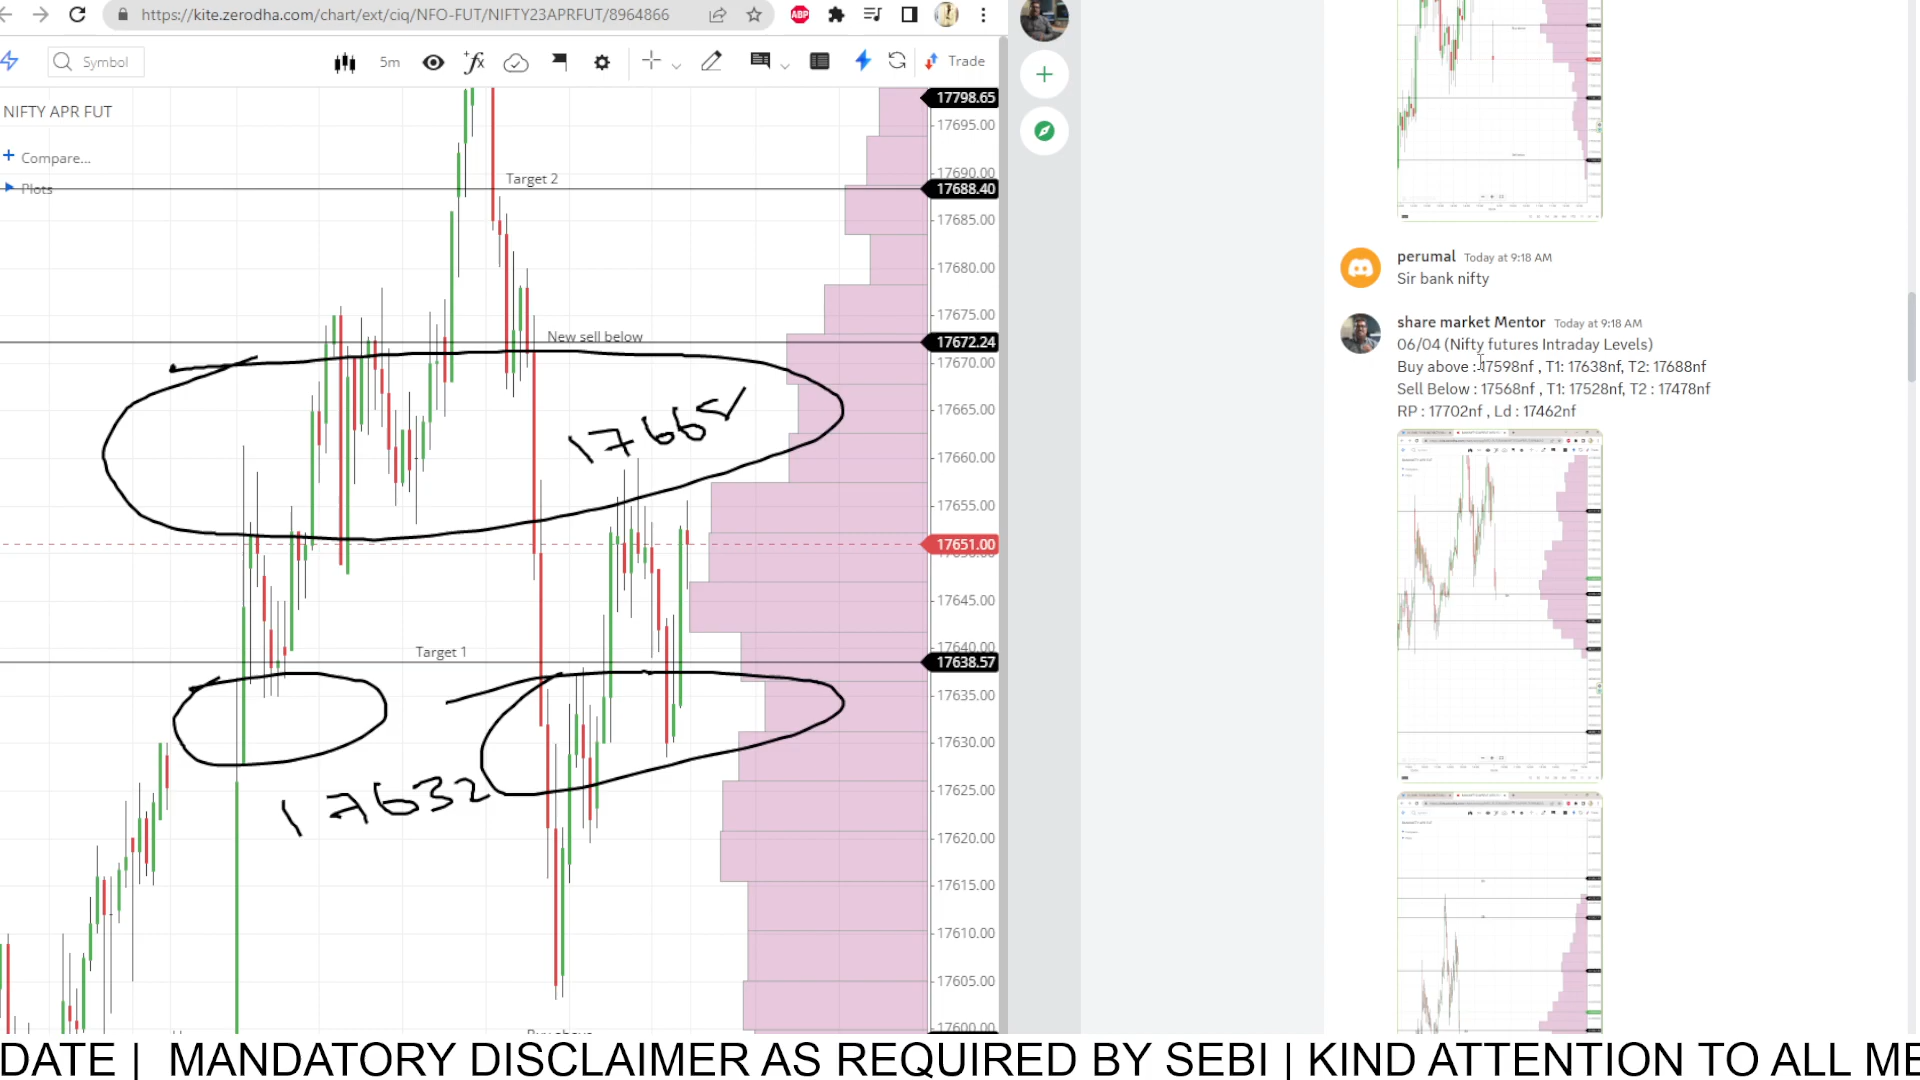 https://kite.zerodha.com/chart/ext/ciq/NFO-FUT/NIFTY23APRFUT/8964866
ABP
Symbol
5m
Trade
NIFTY APR FUT
Compare...
Plots
Target 2
New sell below
17665
Target 1
17632
17798.65
17695.00
17690.00
17688.40
17685.00
17680.00
17675.00
17672.24
17670.00
17665.00
17660.00
17655.00
17651.00
17645.00
17640.00
17638.57
17635.00
17630.00
17625.00
17620.00
17615.00
17610.00
17605.00
17600.00
perumal Today at 9:18 AM
Sir bank nifty
share market Mentor Today at 9:18 AM
06/04 (Nifty futures Intraday Levels)
Buy above : 17598nf , T1: 17638nf, T2: 17688nf
Sell Below : 17568nf , T1: 17528nf, T2 : 17478nf
RP : 17702nf , Ld : 17462nf
DATE | MANDATORY DISCLAIMER AS REQUIRED BY SEBI | KIND ATTENTION TO ALL ME